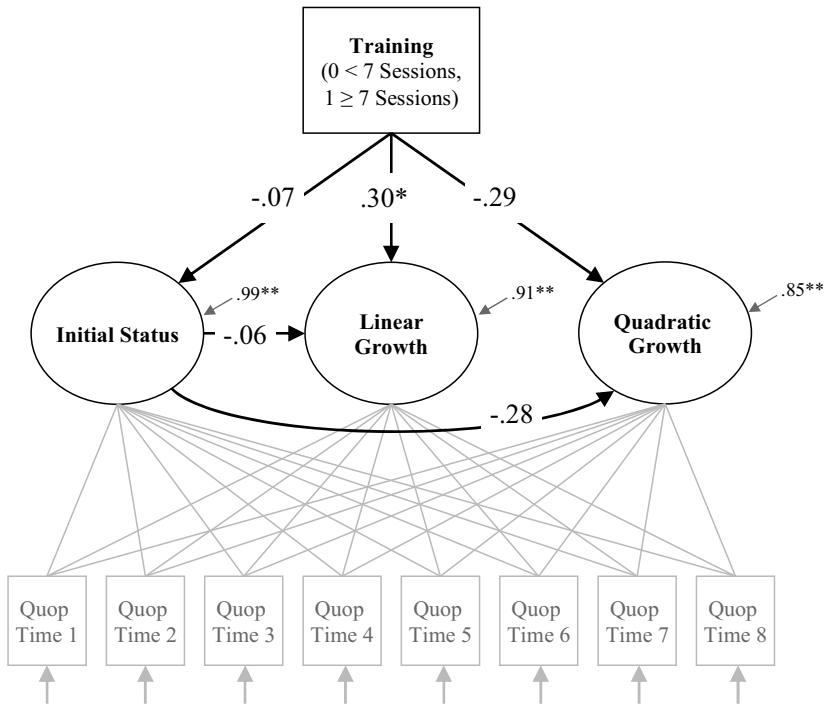 Training
(0 < 7 Sessions,
1 ≥ 7 Sessions)
-.07
.30*
-.29
.99**
.91**
.85**
Initial Status
-.06
Linear
Growth
Quadratic
Growth
-.28
Quop
Time 1
Quop
Time 2
Quop
Time 3
Quop
Time 4
Quop
Time 5
Quop
Time 6
Quop
Time 7
Quop
Time 8